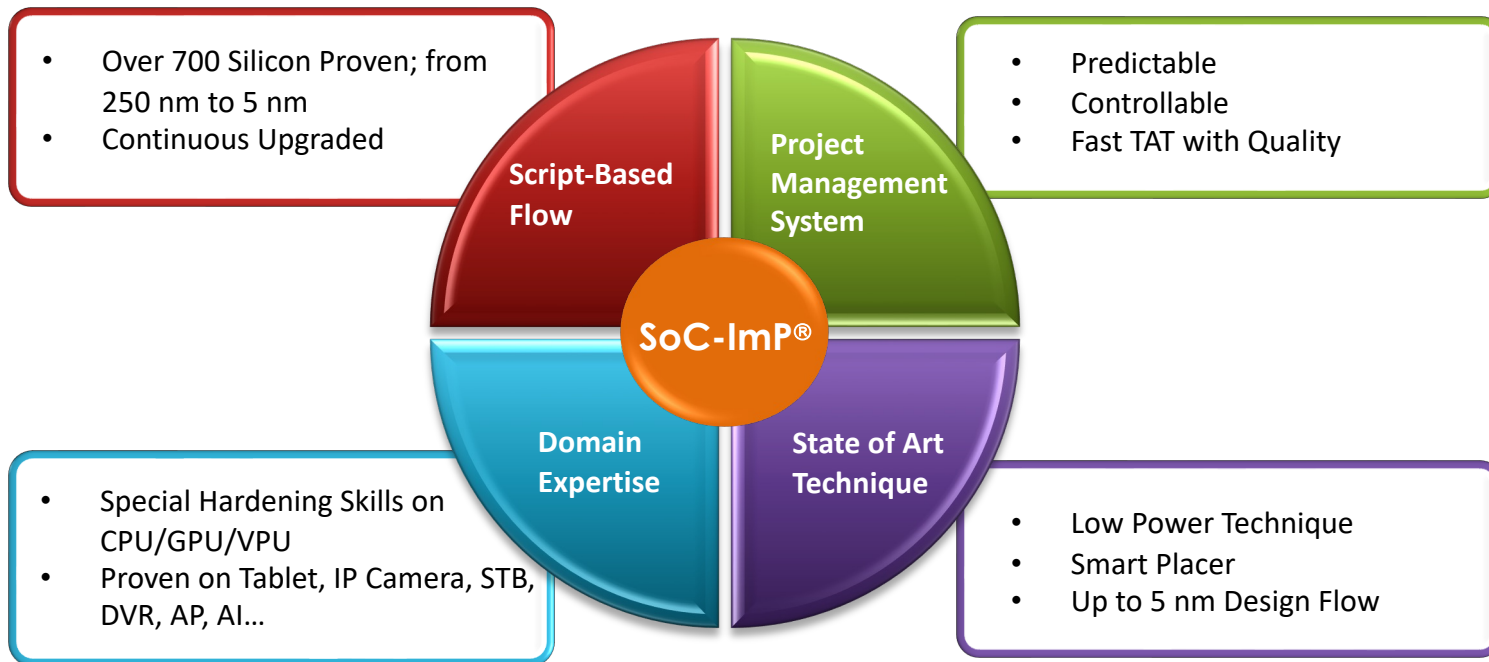 • Over 700 Silicon Proven; from
250 nm to 5 nm
• Continuous Upgraded
Script-Based
Flow
Project
Management
System
• Predictable
• Controllable
• Fast TAT with Quality
SoC-ImP®
• Special Hardening Skills on
CPU/GPU/VPU
• Proven on Tablet, IP Camera, STB,
DVR, AP, AI...
Domain
Expertise
State of Art
Technique
• Low Power Technique
• Smart Placer
• Up to 5 nm Design Flow